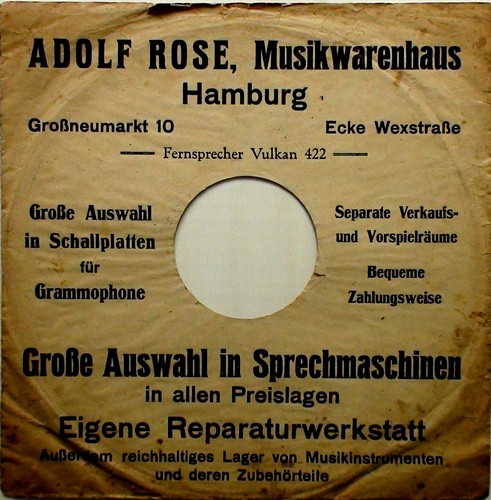 ADOLF ROSE, Musikwarenhaus
Hamburg
Großneumarkt 10 Ecke Wexstraße
Fernsprecher Vulkan 422
Große Auswahl
in Schallplatten
für
Grammophone
Separate Verkaufs-
und Vorspielräume
Bequeme
Zahlungsweise
Große Auswahl in Sprechmaschinen
in allen Preislagen
Eigene Reparaturwerkstatt
Außerdem reichhaltiges Lager von Musikinstrumenten
und deren Zubehörteile